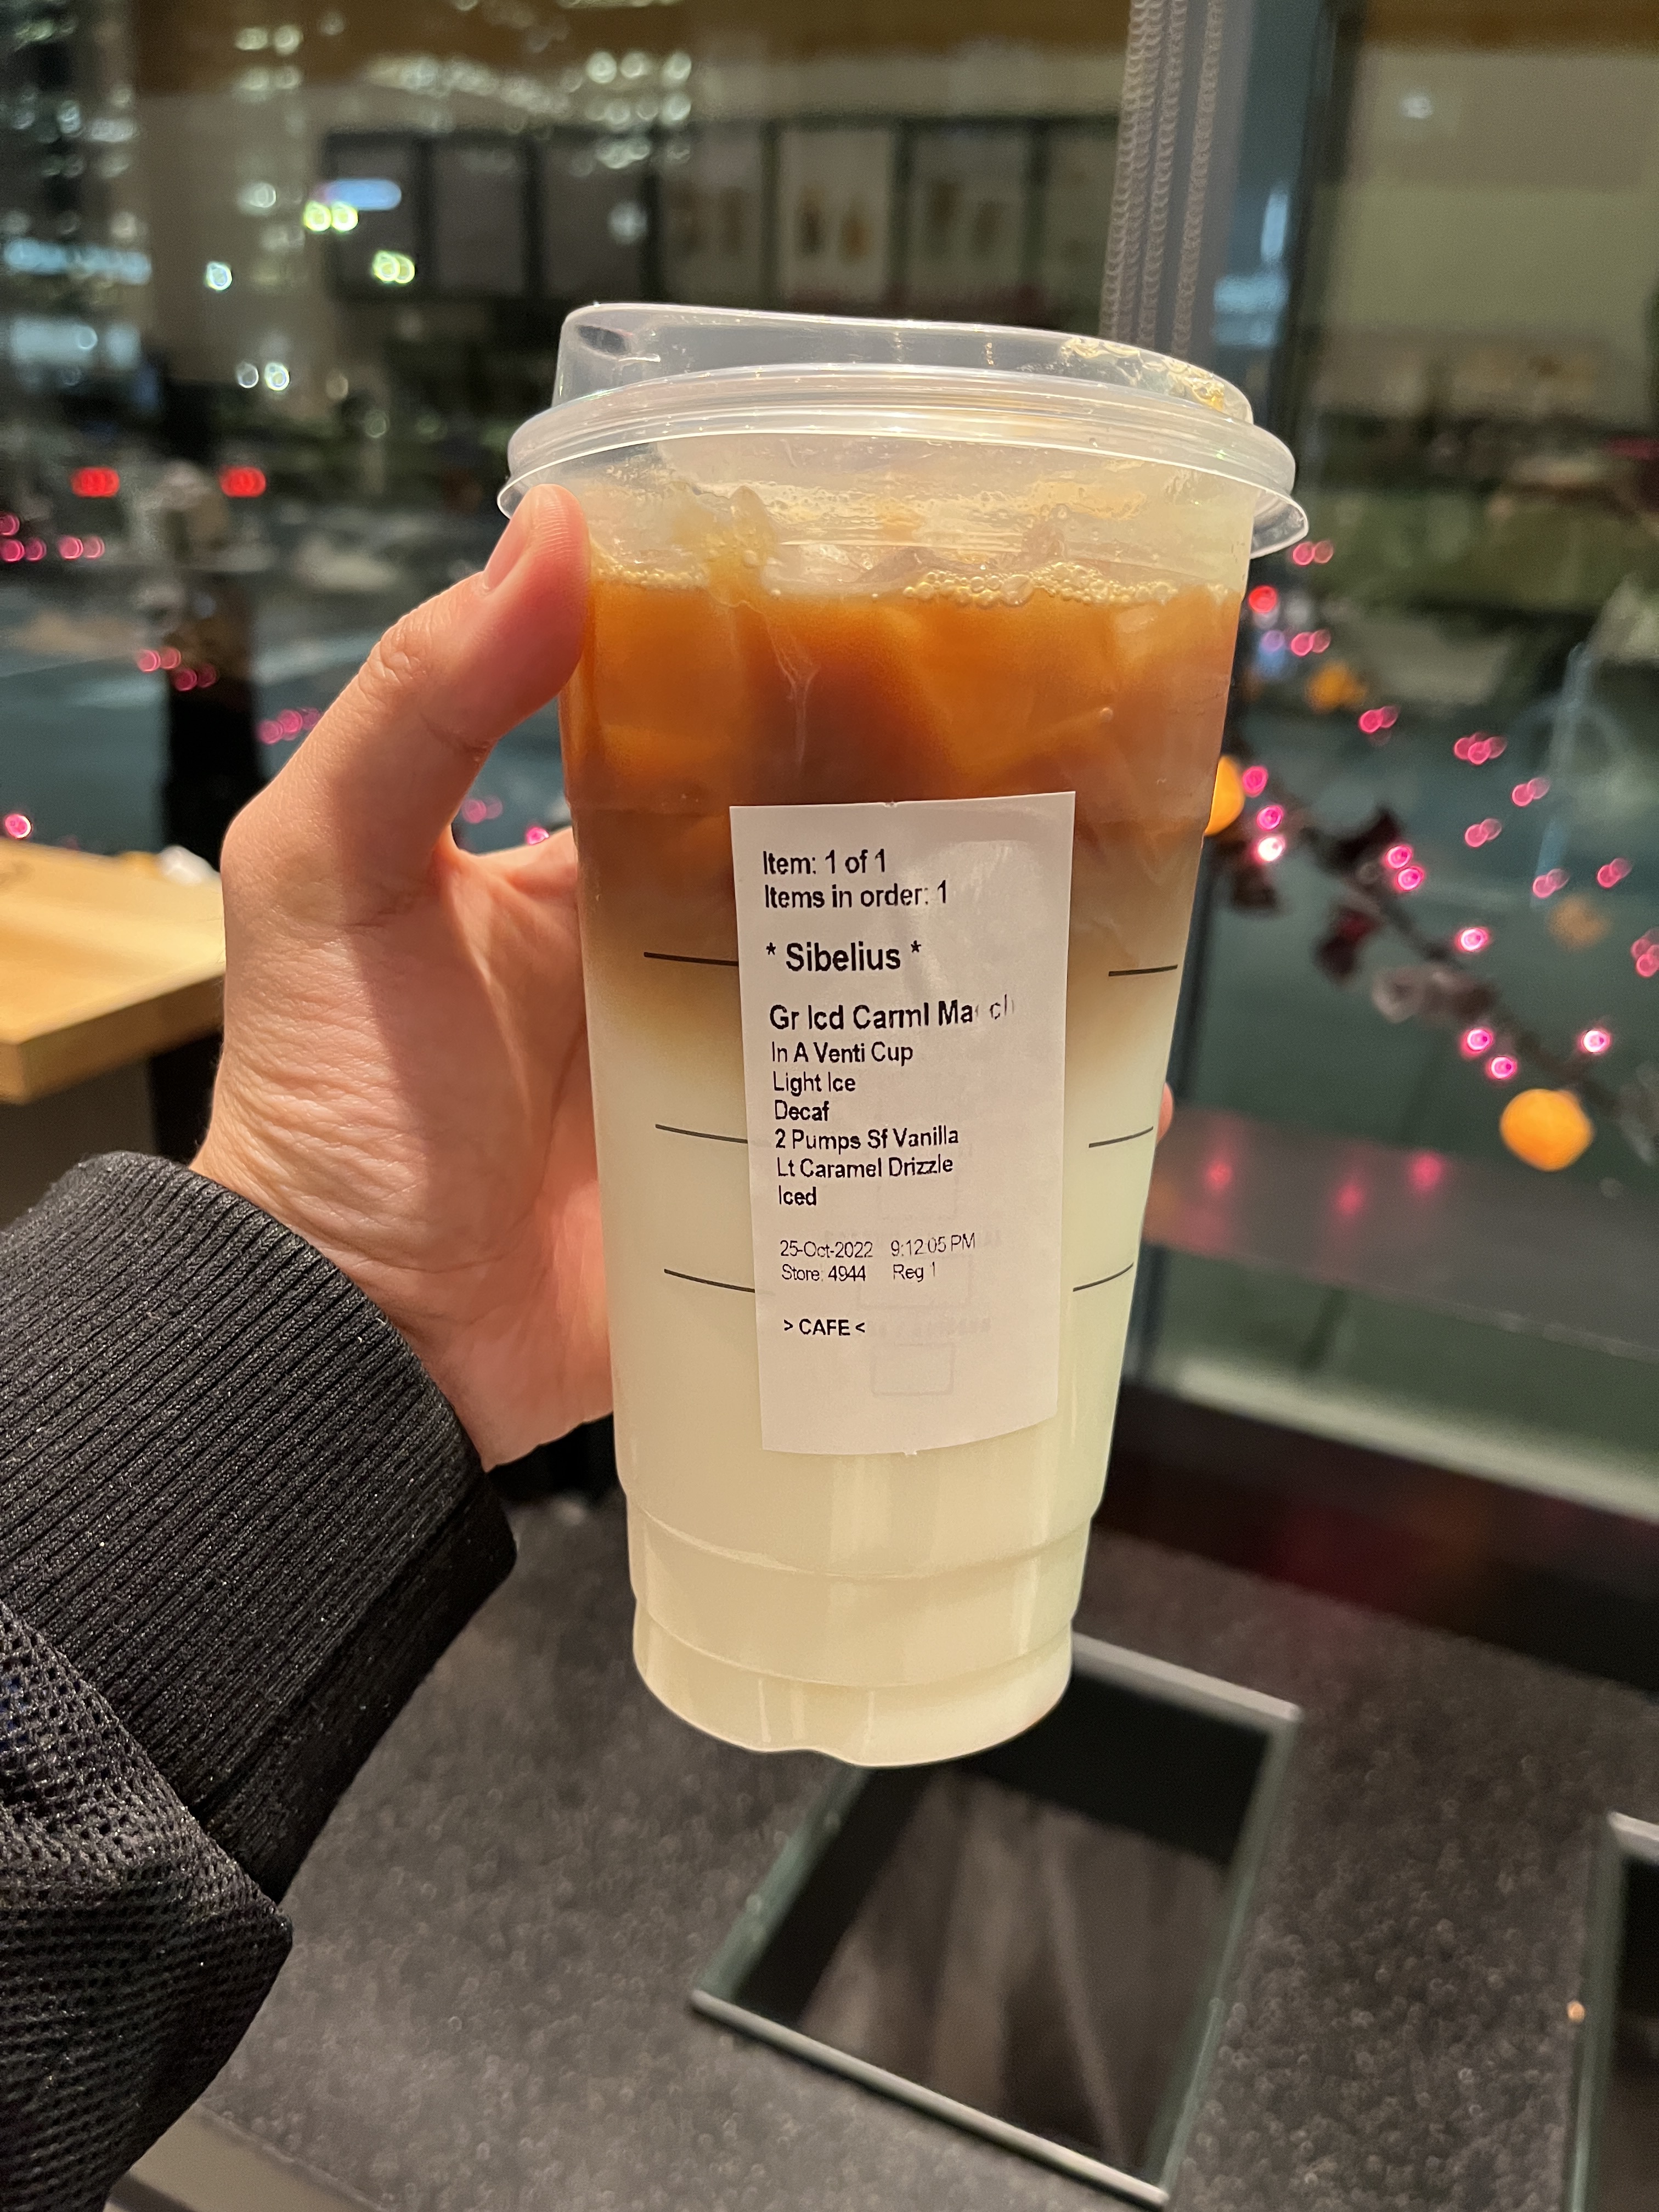 Item: 1 of 1
Items in order: 1
* Sibelius *
Gr Icd Carml Macch
In A Venti Cup
Light Ice
Decaf
2 Pumps Sf Vanilla
Lt Caramel Drizzle
Iced
25-Oct-2022 9:12:05 PM
Store: 4944 Reg 1
> CAFE <